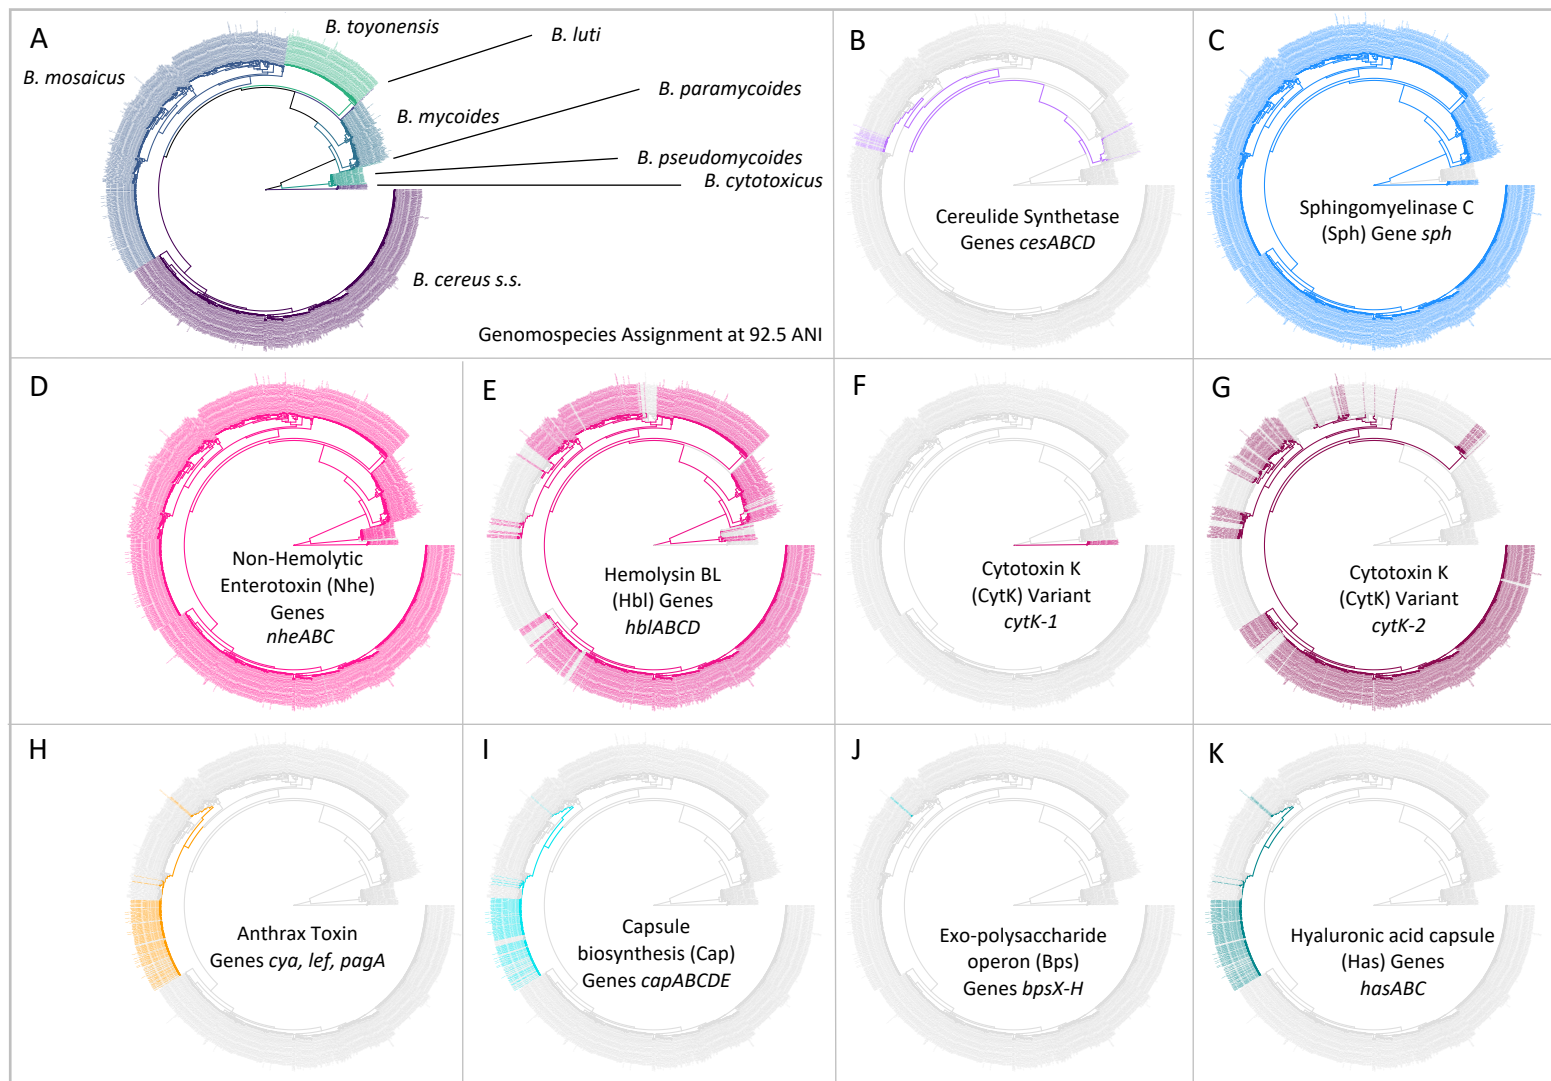 A
B. toyonensis
B. luti
B. mosaicus
B. paramycoides
B. mycoides
B. pseudomycoides
B. cytotoxicus
B. cereus s.s.
Genomospecies Assignment at 92.5 ANI
B
Cereulide Synthetase
Genes cesABCD
C
Sphingomyelinase C
(Sph) Gene sph
D
Non-Hemolytic
Enterotoxin (Nhe)
Genes
nheABC
E
Hemolysin BL
(Hbl) Genes
hblABCD
F
Cytotoxin K
(CytK) Variant
cytK-1
G
Cytotoxin K
(CytK) Variant
cytK-2
H
Anthrax Toxin
Genes cya, lef, pagA
I
Capsule
biosynthesis (Cap)
Genes capABCDE
J
Exo-polysaccharide
operon (Bps)
Genes bpsX-H
K
Hyaluronic acid capsule
(Has) Genes
hasABC